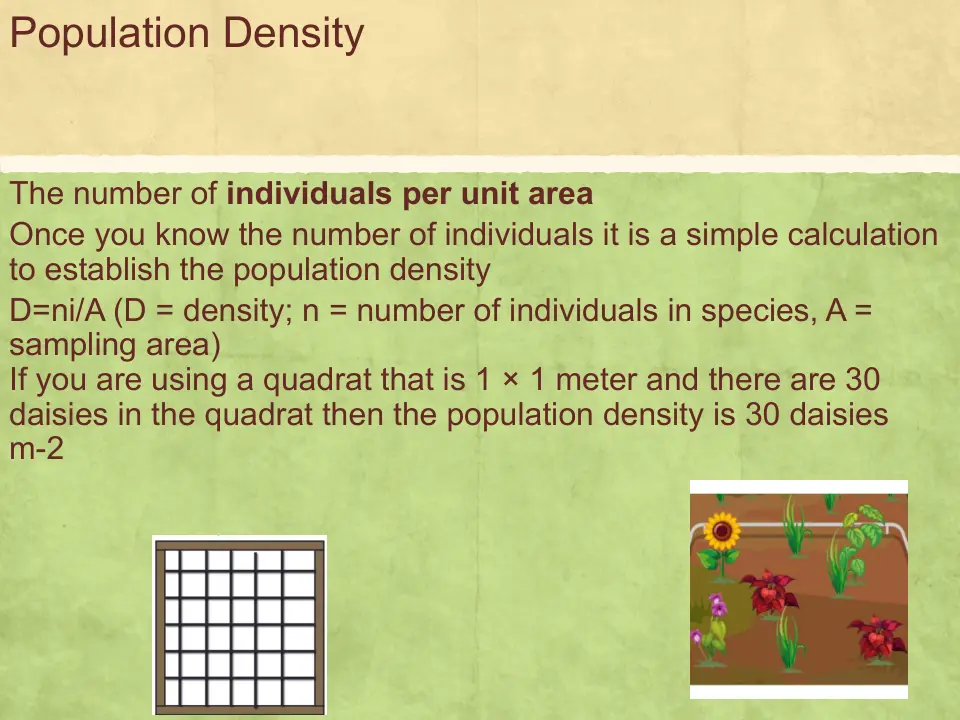 Population Density
The number of individuals per unit area
Once you know the number of individuals it is a simple calculation
to establish the population density
D=ni/A (D = density; n = number of individuals in species, A =
sampling area)
If you are using a quadrat that is 1 × 1 meter and there are 30
daisies in the quadrat then the population density is 30 daisies
m-2